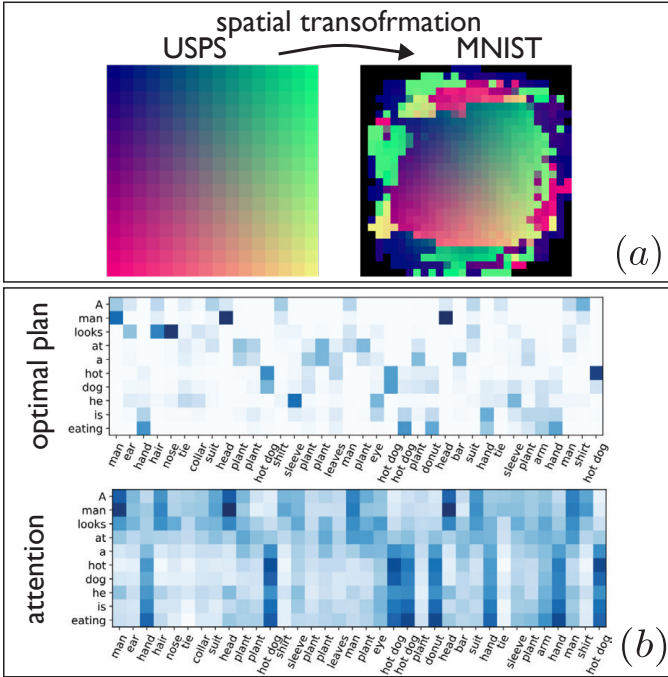 spatial transofrmation
USPS
MNIST
(a)
optimal plan
A
man
looks
at
a
hot
dog
he
is
eating
man ear hand hair nose tie collar suit head plant plant hot dog shift sleeve plant plant leaves man plant eye hot dog hot dog plant donut head bar suit hand tie sleeve plant arm hand man shirt hot dog
attention
A
man
looks
at
a
hot
dog
he
is
eating
man ear hand hair nose tie collar suit head plant plant hot dog shift sleeve plant plant leaves man plant eye hot dog hot dog plant donut head bar suit hand tie sleeve plant arm hand man shift hot dog
(b)